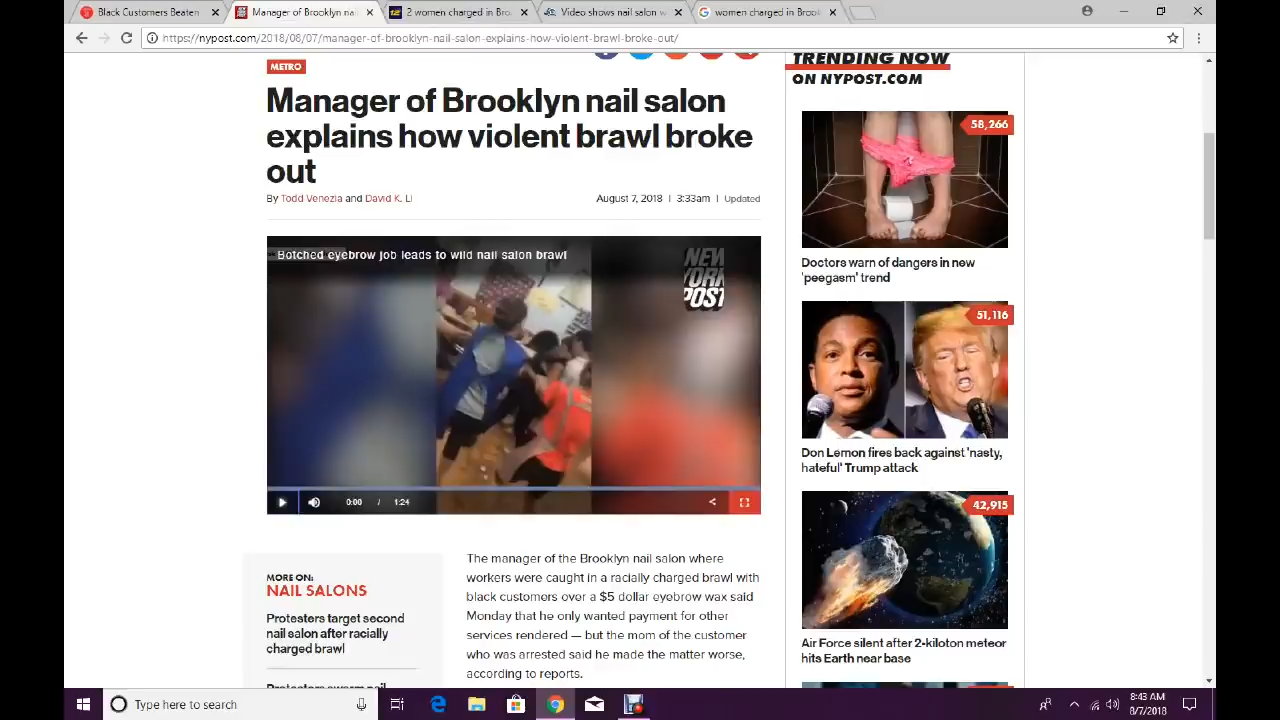 Black Customers Beaten
Manager of Brooklyn nai
2 women charged in Bro
Video shows nail salon w
women charged in Brook
https://nypost.com/2018/08/07/manager-of-brooklyn-nail-salon-explains-how-violent-brawl-broke-out/
METRO
Manager of Brooklyn nail salon
explains how violent brawl broke
out
By Todd Venezia and David K. Li
August 7, 2018 | 3:33am | Updated
Botched eyebrow job leads to wild nail salon brawl
NEW
YORK
POST
0:00 / 1:24
MORE ON:
NAIL SALONS
Protesters target second
nail salon after racially
charged brawl
Protesters swarm nail
The manager of the Brooklyn nail salon where
workers were caught in a racially charged brawl with
black customers over a $5 dollar eyebrow wax said
Monday that he only wanted payment for other
services rendered — but the mom of the customer
who was arrested said he made the matter worse,
according to reports.
TRENDING NOW
ON NYPOST.COM
58,266
Doctors warn of dangers in new
'peegasm' trend
51,116
Don Lemon fires back against 'nasty,
hateful' Trump attack
42,915
Air Force silent after 2-kiloton meteor
hits Earth near base
Type here to search
8:43 AM
8/7/2018